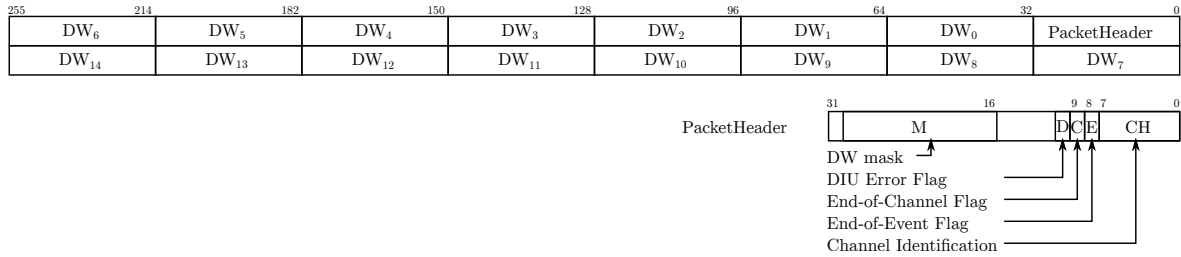 255 214 182 150 128 96 64 32 0
DW₆ DW₅ DW₄ DW₃ DW₂ DW₁ DW₀ PacketHeader
DW₁₄ DW₁₃ DW₁₂ DW₁₁ DW₁₀ DW₉ DW₈ DW₇
31 16 9 8 7 0
PacketHeader M D C E CH
DW mask
DIU Error Flag
End-of-Channel Flag
End-of-Event Flag
Channel Identification